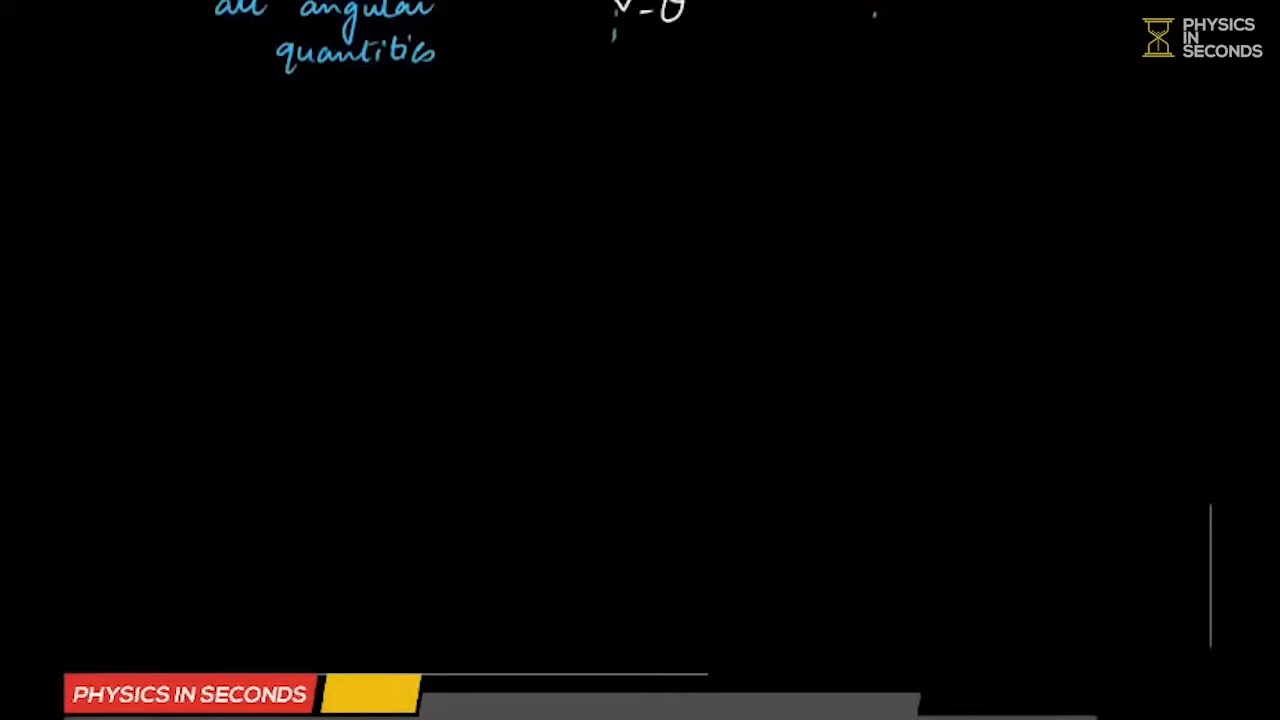 all angular
quantities
PHYSICS
IN
SECONDS
PHYSICS IN SECONDS